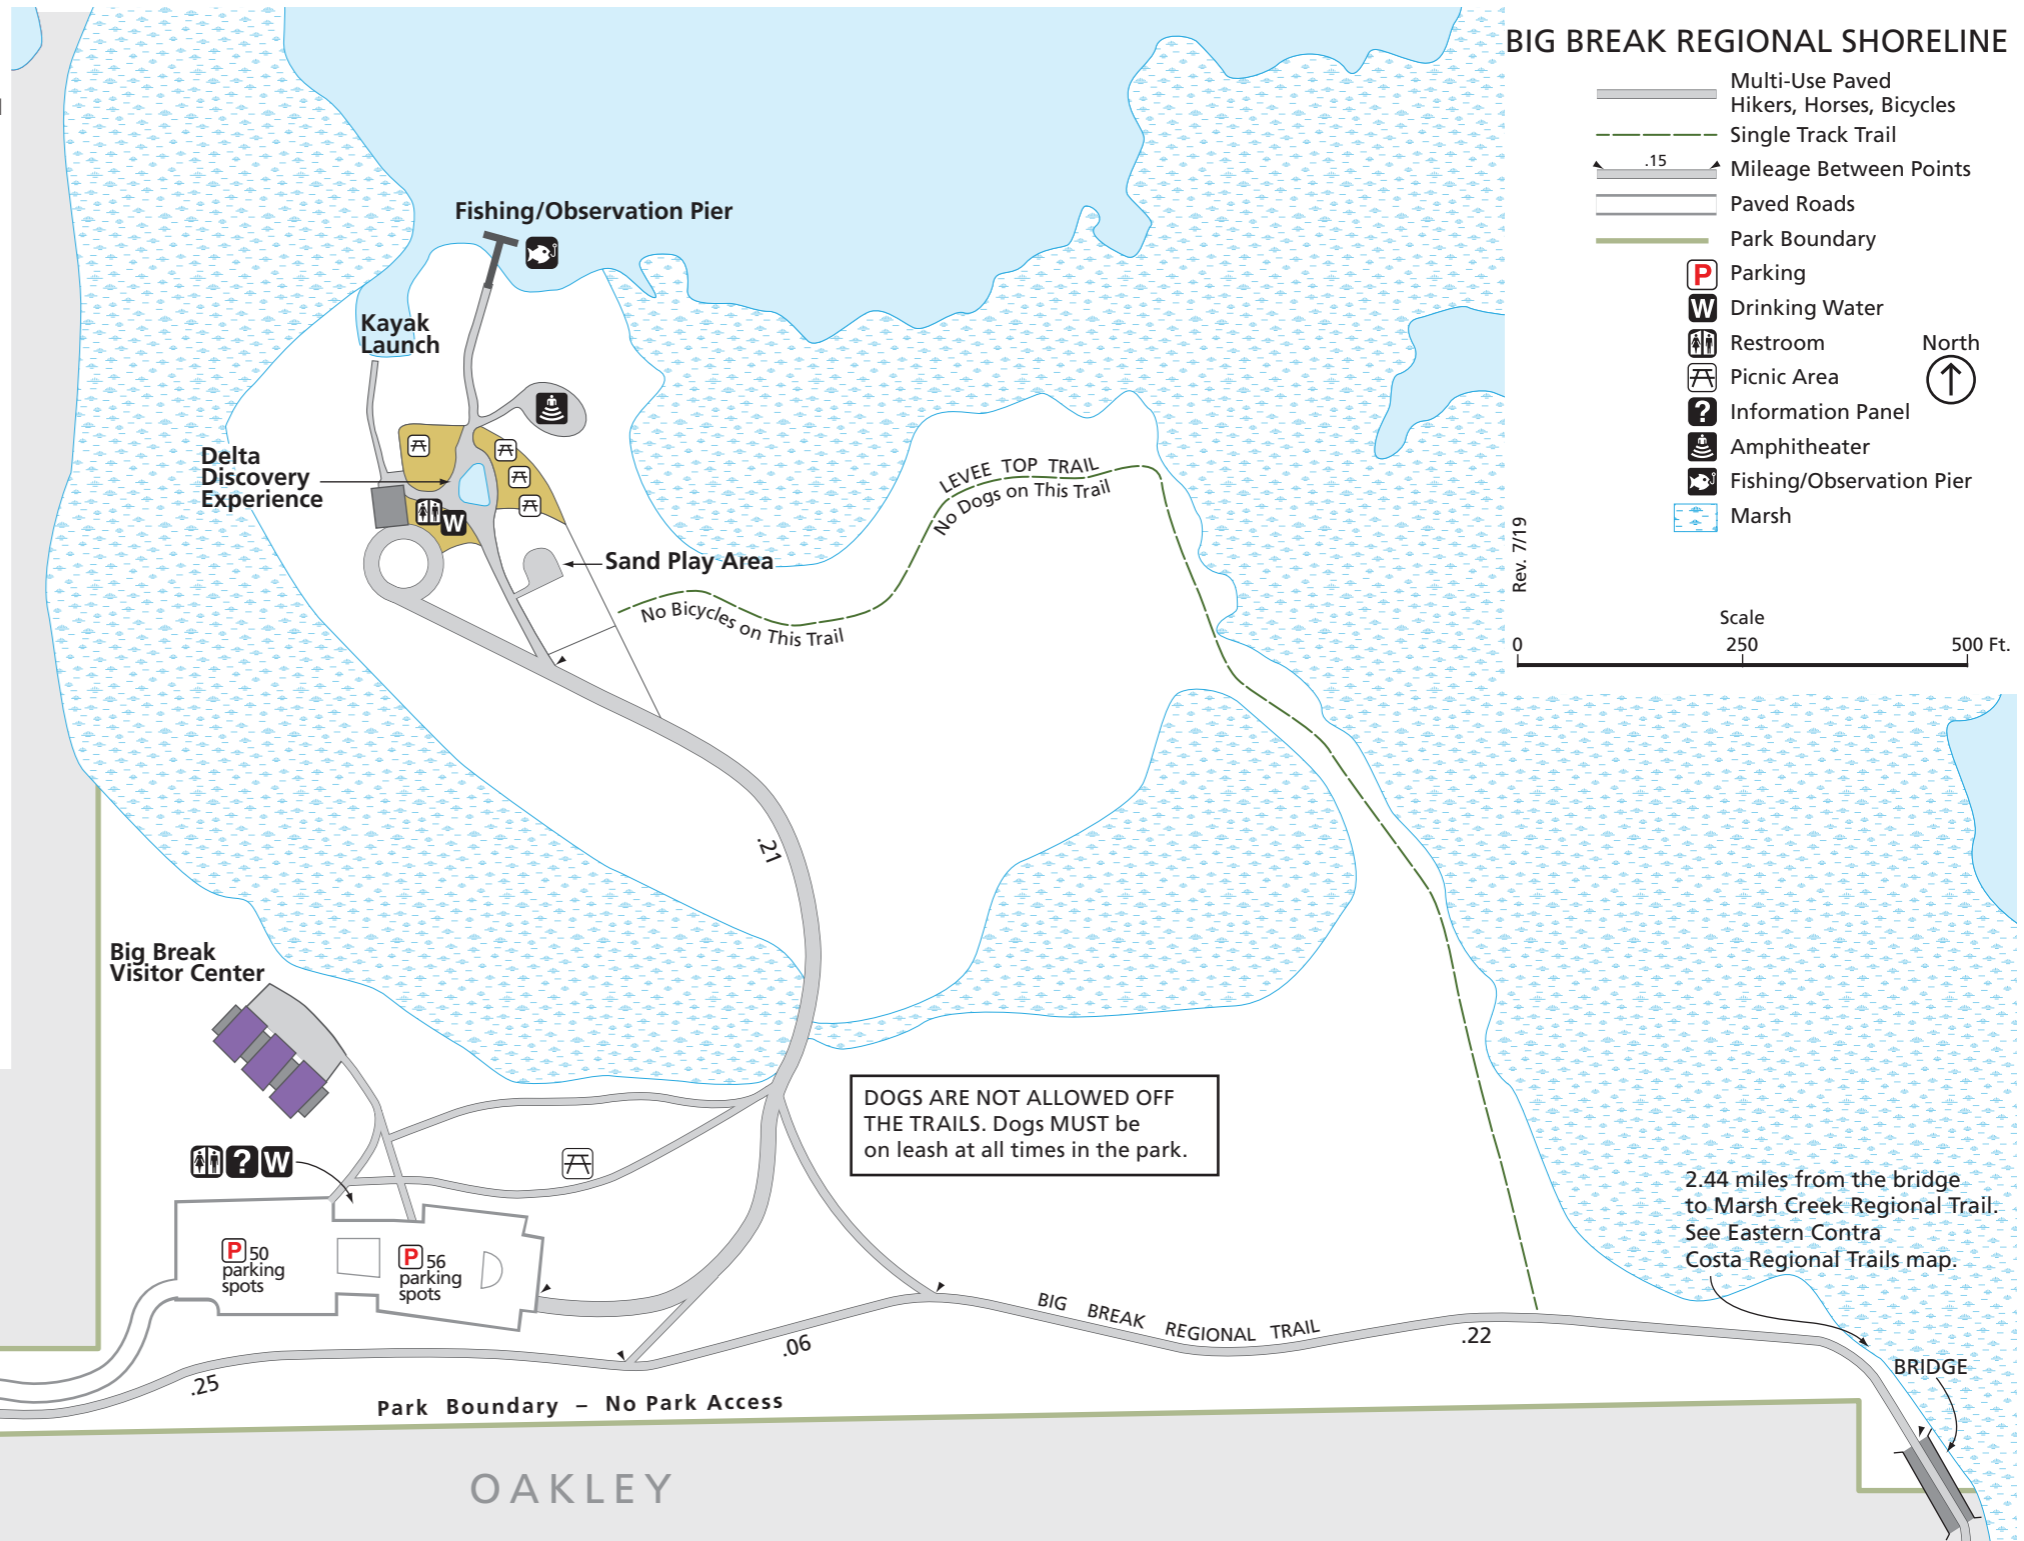 BIG BREAK REGIONAL SHORELINE
Multi-Use Paved
Hikers, Horses, Bicycles
Single Track Trail
.15
Mileage Between Points
Paved Roads
Park Boundary
P Parking
W Drinking Water
Restroom
Picnic Area
? Information Panel
Amphitheater
Fishing/Observation Pier
Marsh
North
Rev. 7/19
Scale
0 250 500 Ft.
Fishing/Observation Pier
Kayak
Launch
Delta
Discovery
Experience
W
Sand Play Area
LEVEE TOP TRAIL
No Dogs on This Trail
No Bicycles on This Trail
.21
Big Break
Visitor Center
DOGS ARE NOT ALLOWED OFF
THE TRAILS. Dogs MUST be
on leash at all times in the park.
? W
P 50
parking
spots
P 56
parking
spots
2.44 miles from the bridge
to Marsh Creek Regional Trail.
See Eastern Contra
Costa Regional Trails map.
BIG BREAK REGIONAL TRAIL
.22
.06
.25
BRIDGE
Park Boundary – No Park Access
OAKLEY